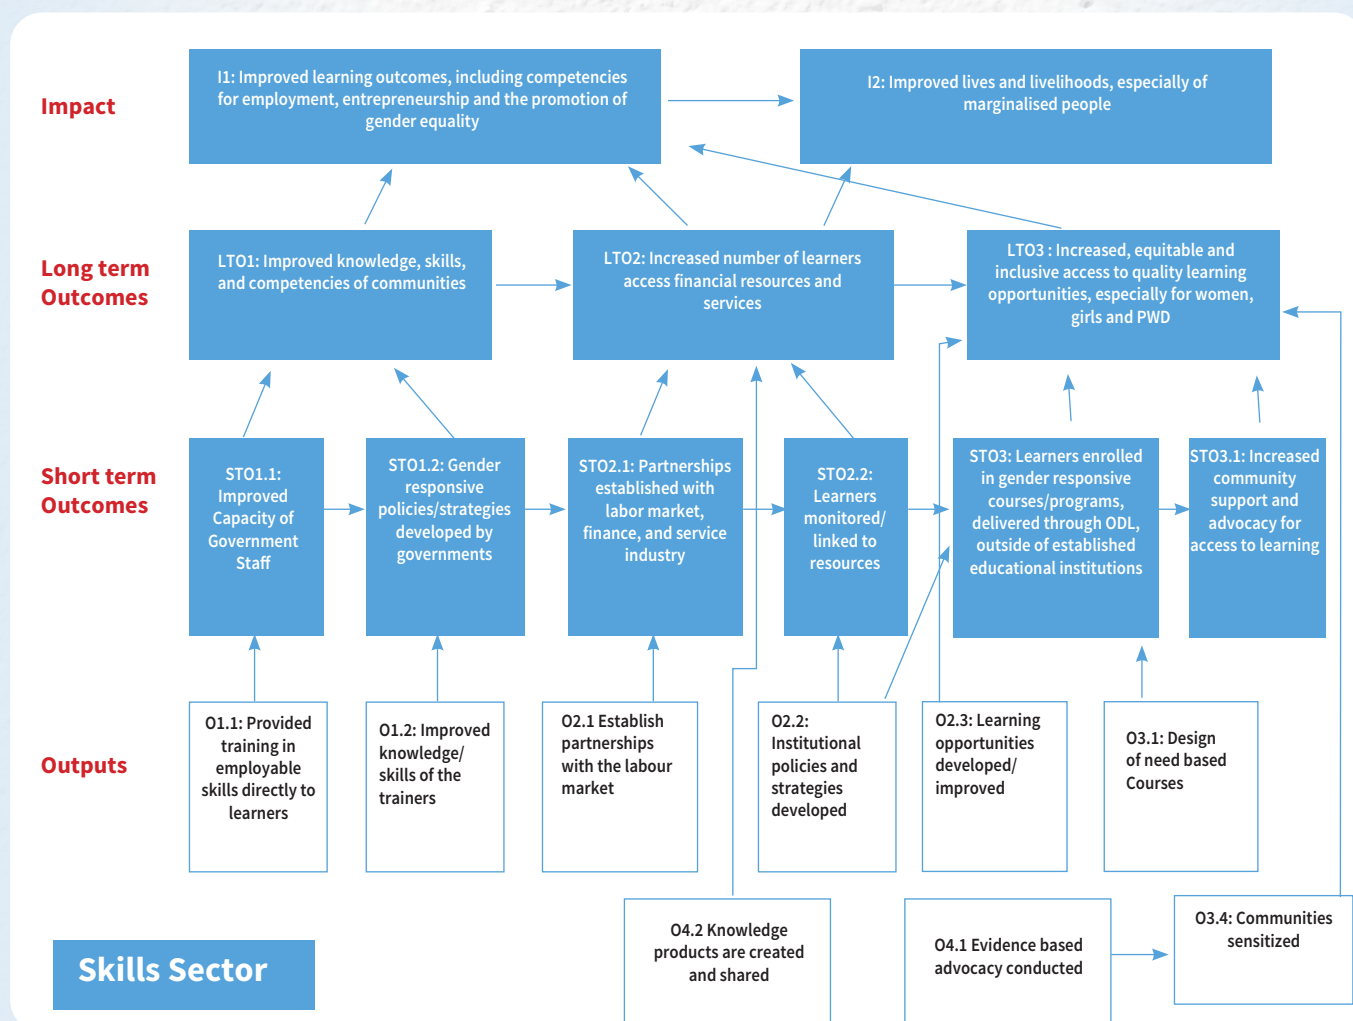 Impact
I1: Improved learning outcomes, including competencies
for employment, entrepreneurship and the promotion of
gender equality
I2: Improved lives and livelihoods, especially of
marginalised people
Long term
Outcomes
LTO1: Improved knowledge, skills,
and competencies of communities
LTO2: Increased number of learners
access financial resources and
services
LTO3 : Increased, equitable and
inclusive access to quality learning
opportunities, especially for women,
girls and PWD
Short term
Outcomes
STO1.1:
Improved
Capacity of
Government
Staff
STO1.2: Gender
responsive
policies/strategies
developed by
governments
STO2.1: Partnerships
established with
labor market,
finance, and service
industry
STO2.2:
Learners
monitored/
linked to
resources
STO3: Learners enrolled
in gender responsive
courses/programs,
delivered through ODL,
outside of established
educational institutions
STO3.1: Increased
community
support and
advocacy for
access to learning
Outputs
O1.1: Provided
training in
employable
skills directly to
learners
O1.2: Improved
knowledge/
skills of the
trainers
O2.1 Establish
partnerships
with the labour
market
O2.2:
Institutional
policies and
strategies
developed
O2.3: Learning
opportunities
developed/
improved
O3.1: Design
of need based
Courses
O4.2 Knowledge
products are created
and shared
O4.1 Evidence based
advocacy conducted
O3.4: Communities
sensitized
Skills Sector